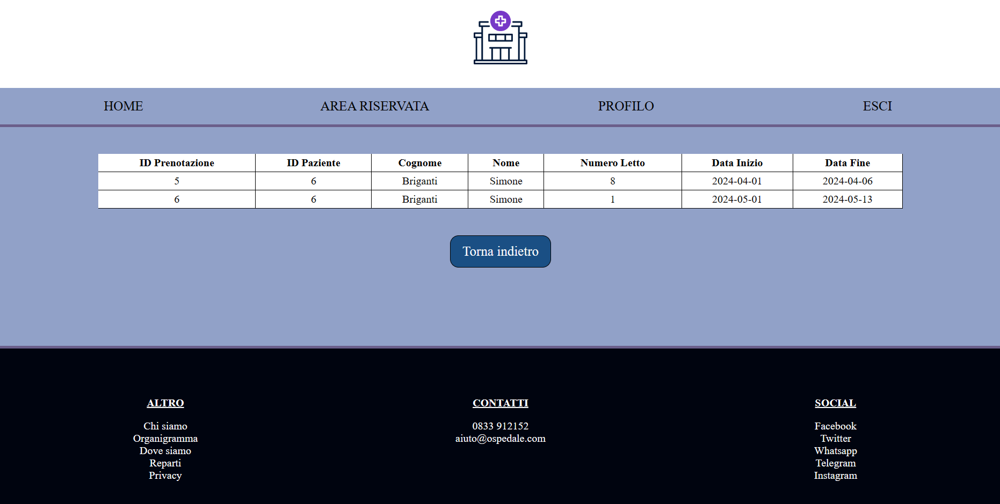 HOME AREA RISERVATA PROFILO ESCI
ID Prenotazione ID Paziente Cognome Nome Numero Letto Data Inizio Data Fine
5 6 Briganti Simone 8 2024-04-01 2024-04-06
6 6 Briganti Simone 1 2024-05-01 2024-05-13
Torna indietro
ALTRO
Chi siamo
Organigramma
Dove siamo
Reparti
Privacy
CONTATTI
0833 912152
aiuto@ospedale.com
SOCIAL
Facebook
Twitter
Whatsapp
Telegram
Instagram